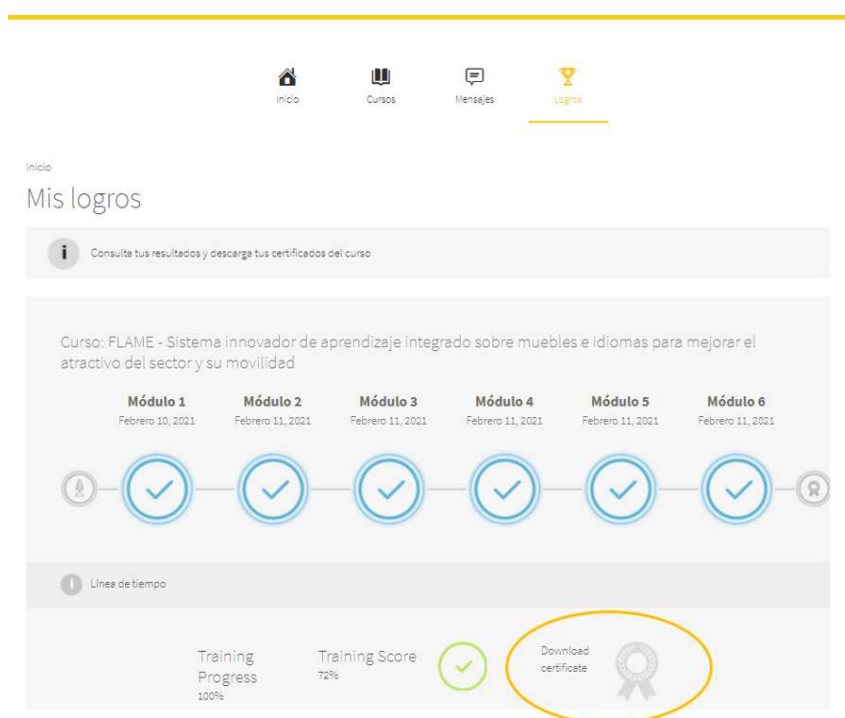 Inicio Cursos Mensajes Logros
Inicio
Mis logros
i Consulta tus resultados y descarga tus certificados del curso
Curso: FLAME - Sistema innovador de aprendizaje integrado sobre muebles e idiomas para mejorar el
atractivo del sector y su movilidad
Módulo 1 Módulo 2 Módulo 3 Módulo 4 Módulo 5 Módulo 6
Febrero 10, 2021 Febrero 11, 2021 Febrero 11, 2021 Febrero 11, 2021 Febrero 11, 2021 Febrero 11, 2021
i Línea de tiempo
Training
Progress
100%
Training Score
72%
Download
certificate